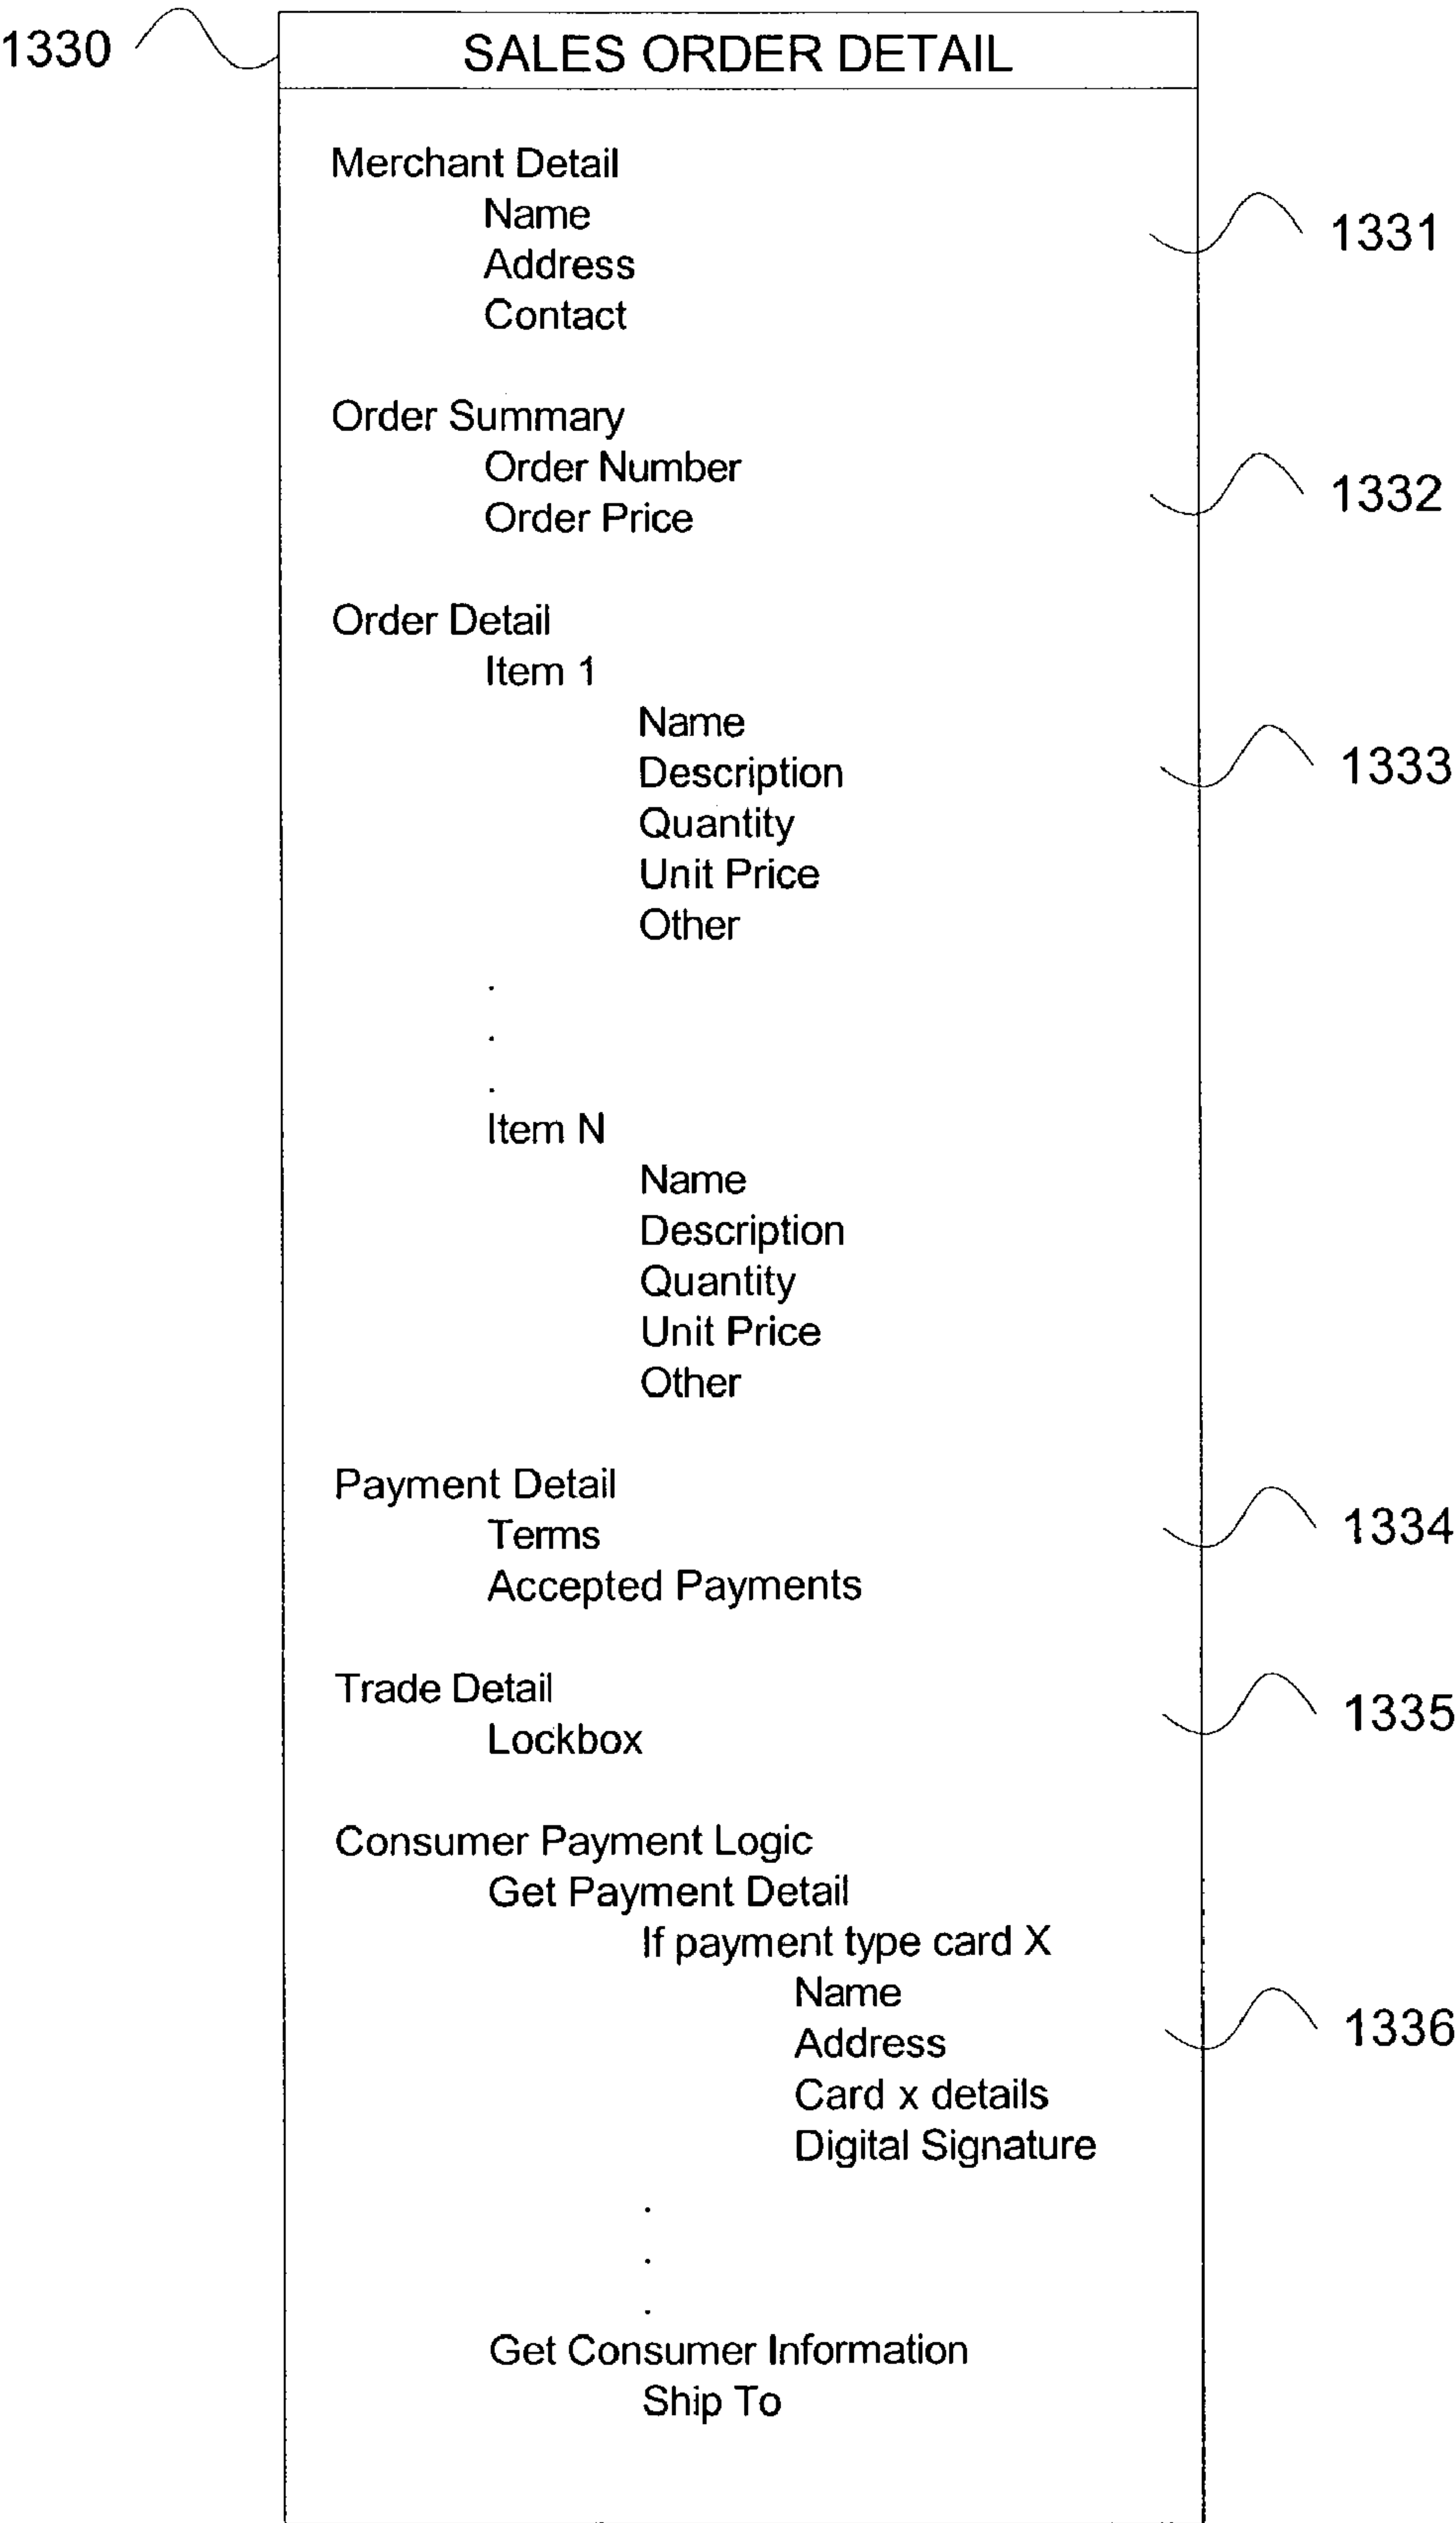 1330
SALES ORDER DETAIL
Merchant Detail
Name
1331
Address
Contact
Order Summary
Order Number
1332
Order Price
Order Detail
Item 1
Name
Description
1333
Quantity
Unit Price
Other
.
.
.
Item N
Name
Description
Quantity
Unit Price
Other
Payment Detail
Terms
1334
Accepted Payments
Trade Detail
1335
Lockbox
Consumer Payment Logic
Get Payment Detail
If payment type card X
Name
Address
1336
Card x details
Digital Signature
.
.
.
Get Consumer Information
Ship To